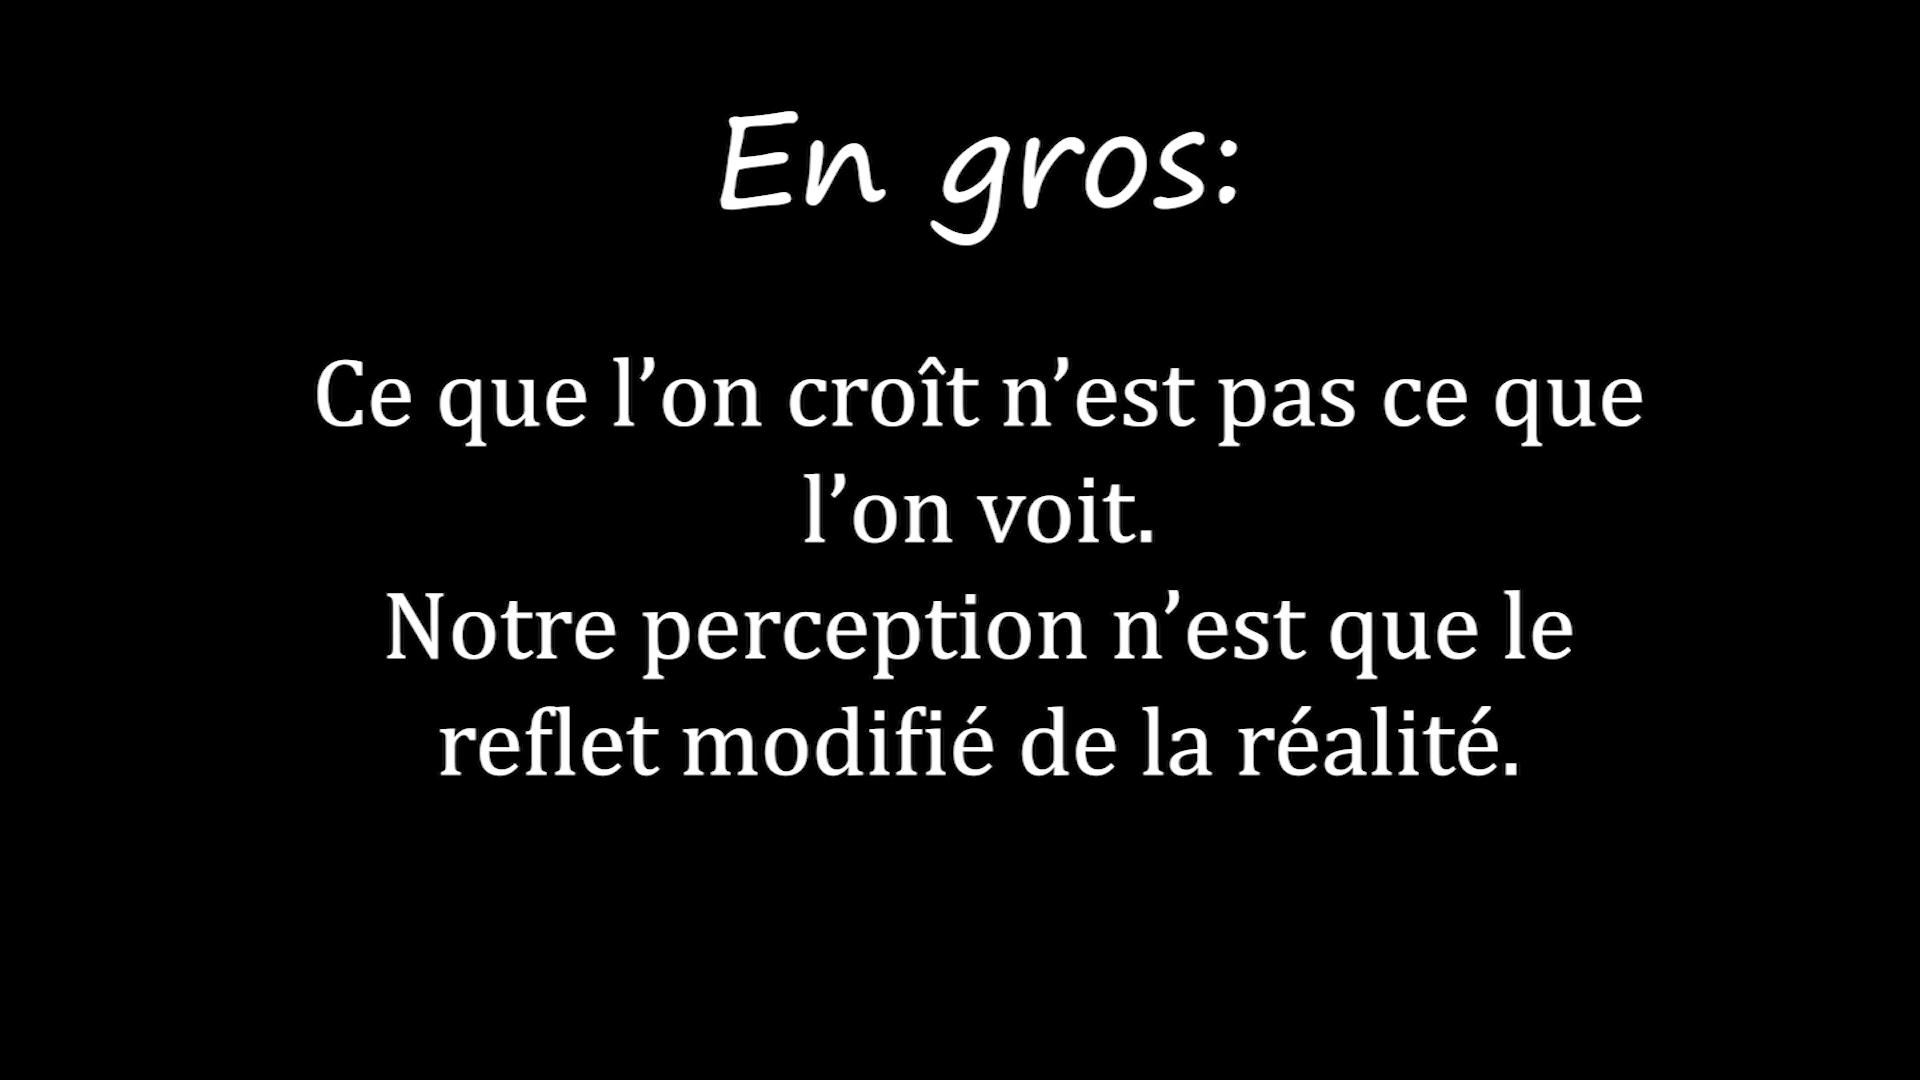 En gros:
Ce que l’on croît n’est pas ce que
l’on voit.
Notre perception n’est que le
reflet modifié de la réalité.